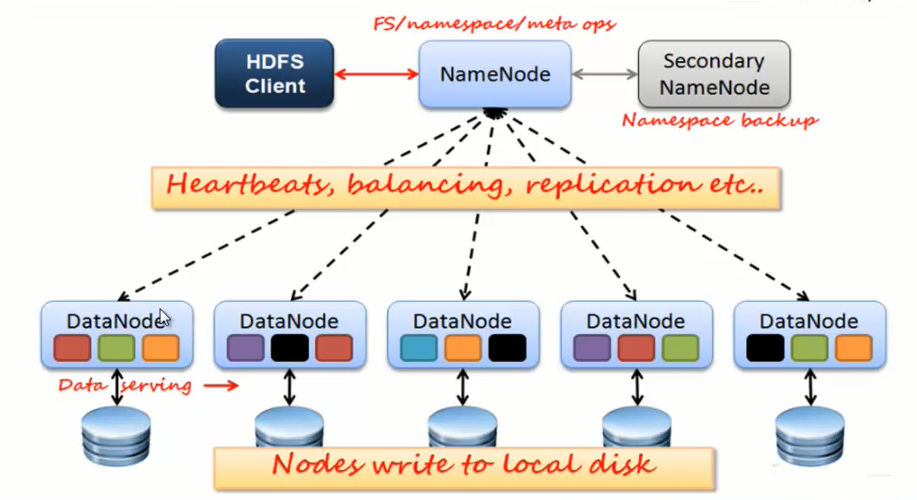 FS/namespace/meta ops
HDFS
Client
NameNode
Secondary
NameNode
Namespace backup
Heartbeats, balancing, replication etc..
DataNode
DataNode
DataNode
DataNode
DataNode
Data serving
Nodes write to local disk